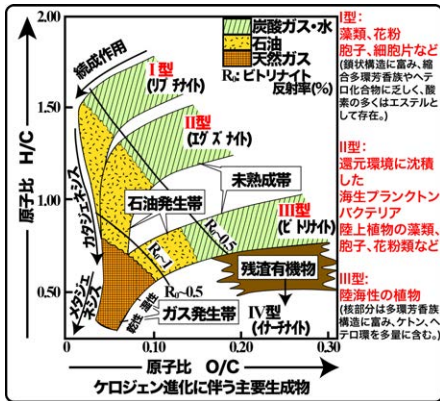 炭酸ガス・水
石油
天然ガス
R₀:ビトリナイト
反射率(%)
続成作用
I型
(リプチナイト)
II型
(エグズナイト)
III型
(ビトリナイト)
未熟成帯
石油発生帯
カタジェネシス
メタジェネシス
R₀~0.5
R₀~1
R₀~0.5
乾性
湿性
ガス発生帯
残渣有機物
IV型
(イナーナイト)
原子比 H/C
2.00
1.50
1.00
0.50
0
0.10
0.20
0.30
原子比 O/C
ケロジェン進化に伴う主要生成物
I型:
藻類、花粉
胞子、細胞片など
(鎖状構造に富み、縮
合多環芳香族やヘテ
ロ化合物に乏しく、酸
素の多くはエステルと
して存在。)
II型:
還元環境に沈積
した
海生プランクトン
バクテリア
陸上植物の藻類、
胞子、花粉類など
III型:
陸海性の植物
(核部分は多環芳香族
構造に富み、ケトン、ヘ
テロ環を多量に含む。)